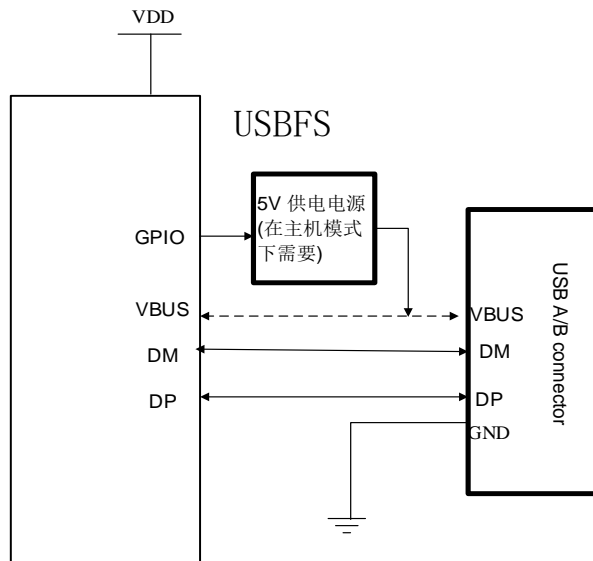 VDD
USBFS
5V 供电电源
(在主机模式
下需要)
GPIO
VBUS
DM
DP
VBUS
DM
DP
GND
USB A/B connector